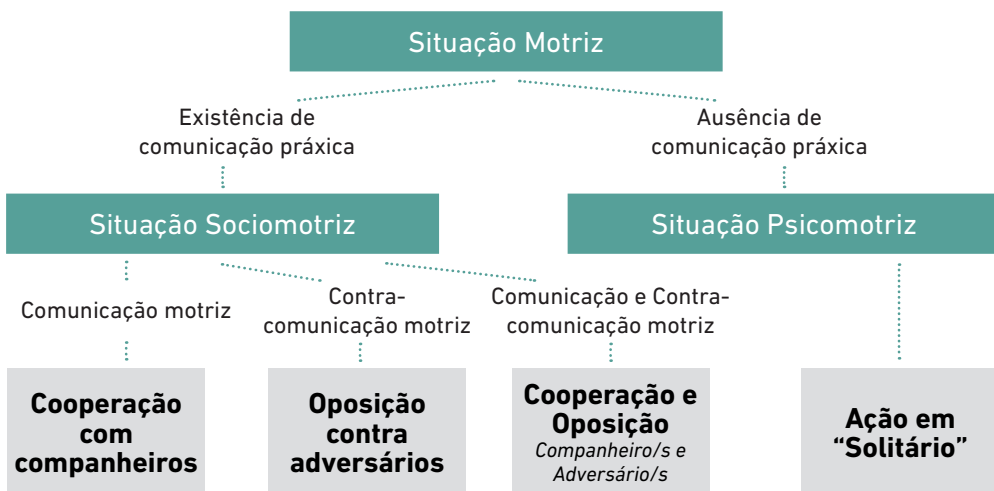 Situação Motriz
Existência de
comunicação práxica
Ausência de
comunicação práxica
Situação Sociomotriz
Situação Psicomotriz
Comunicação motriz
Contra-
comunicação motriz
Comunicação e Contra-
comunicação motriz
Cooperação
com
companheiros
Oposição
contra
adversários
Cooperação e
Oposição
Companheiro/s e
Adversário/s
Ação em
“Solitário”